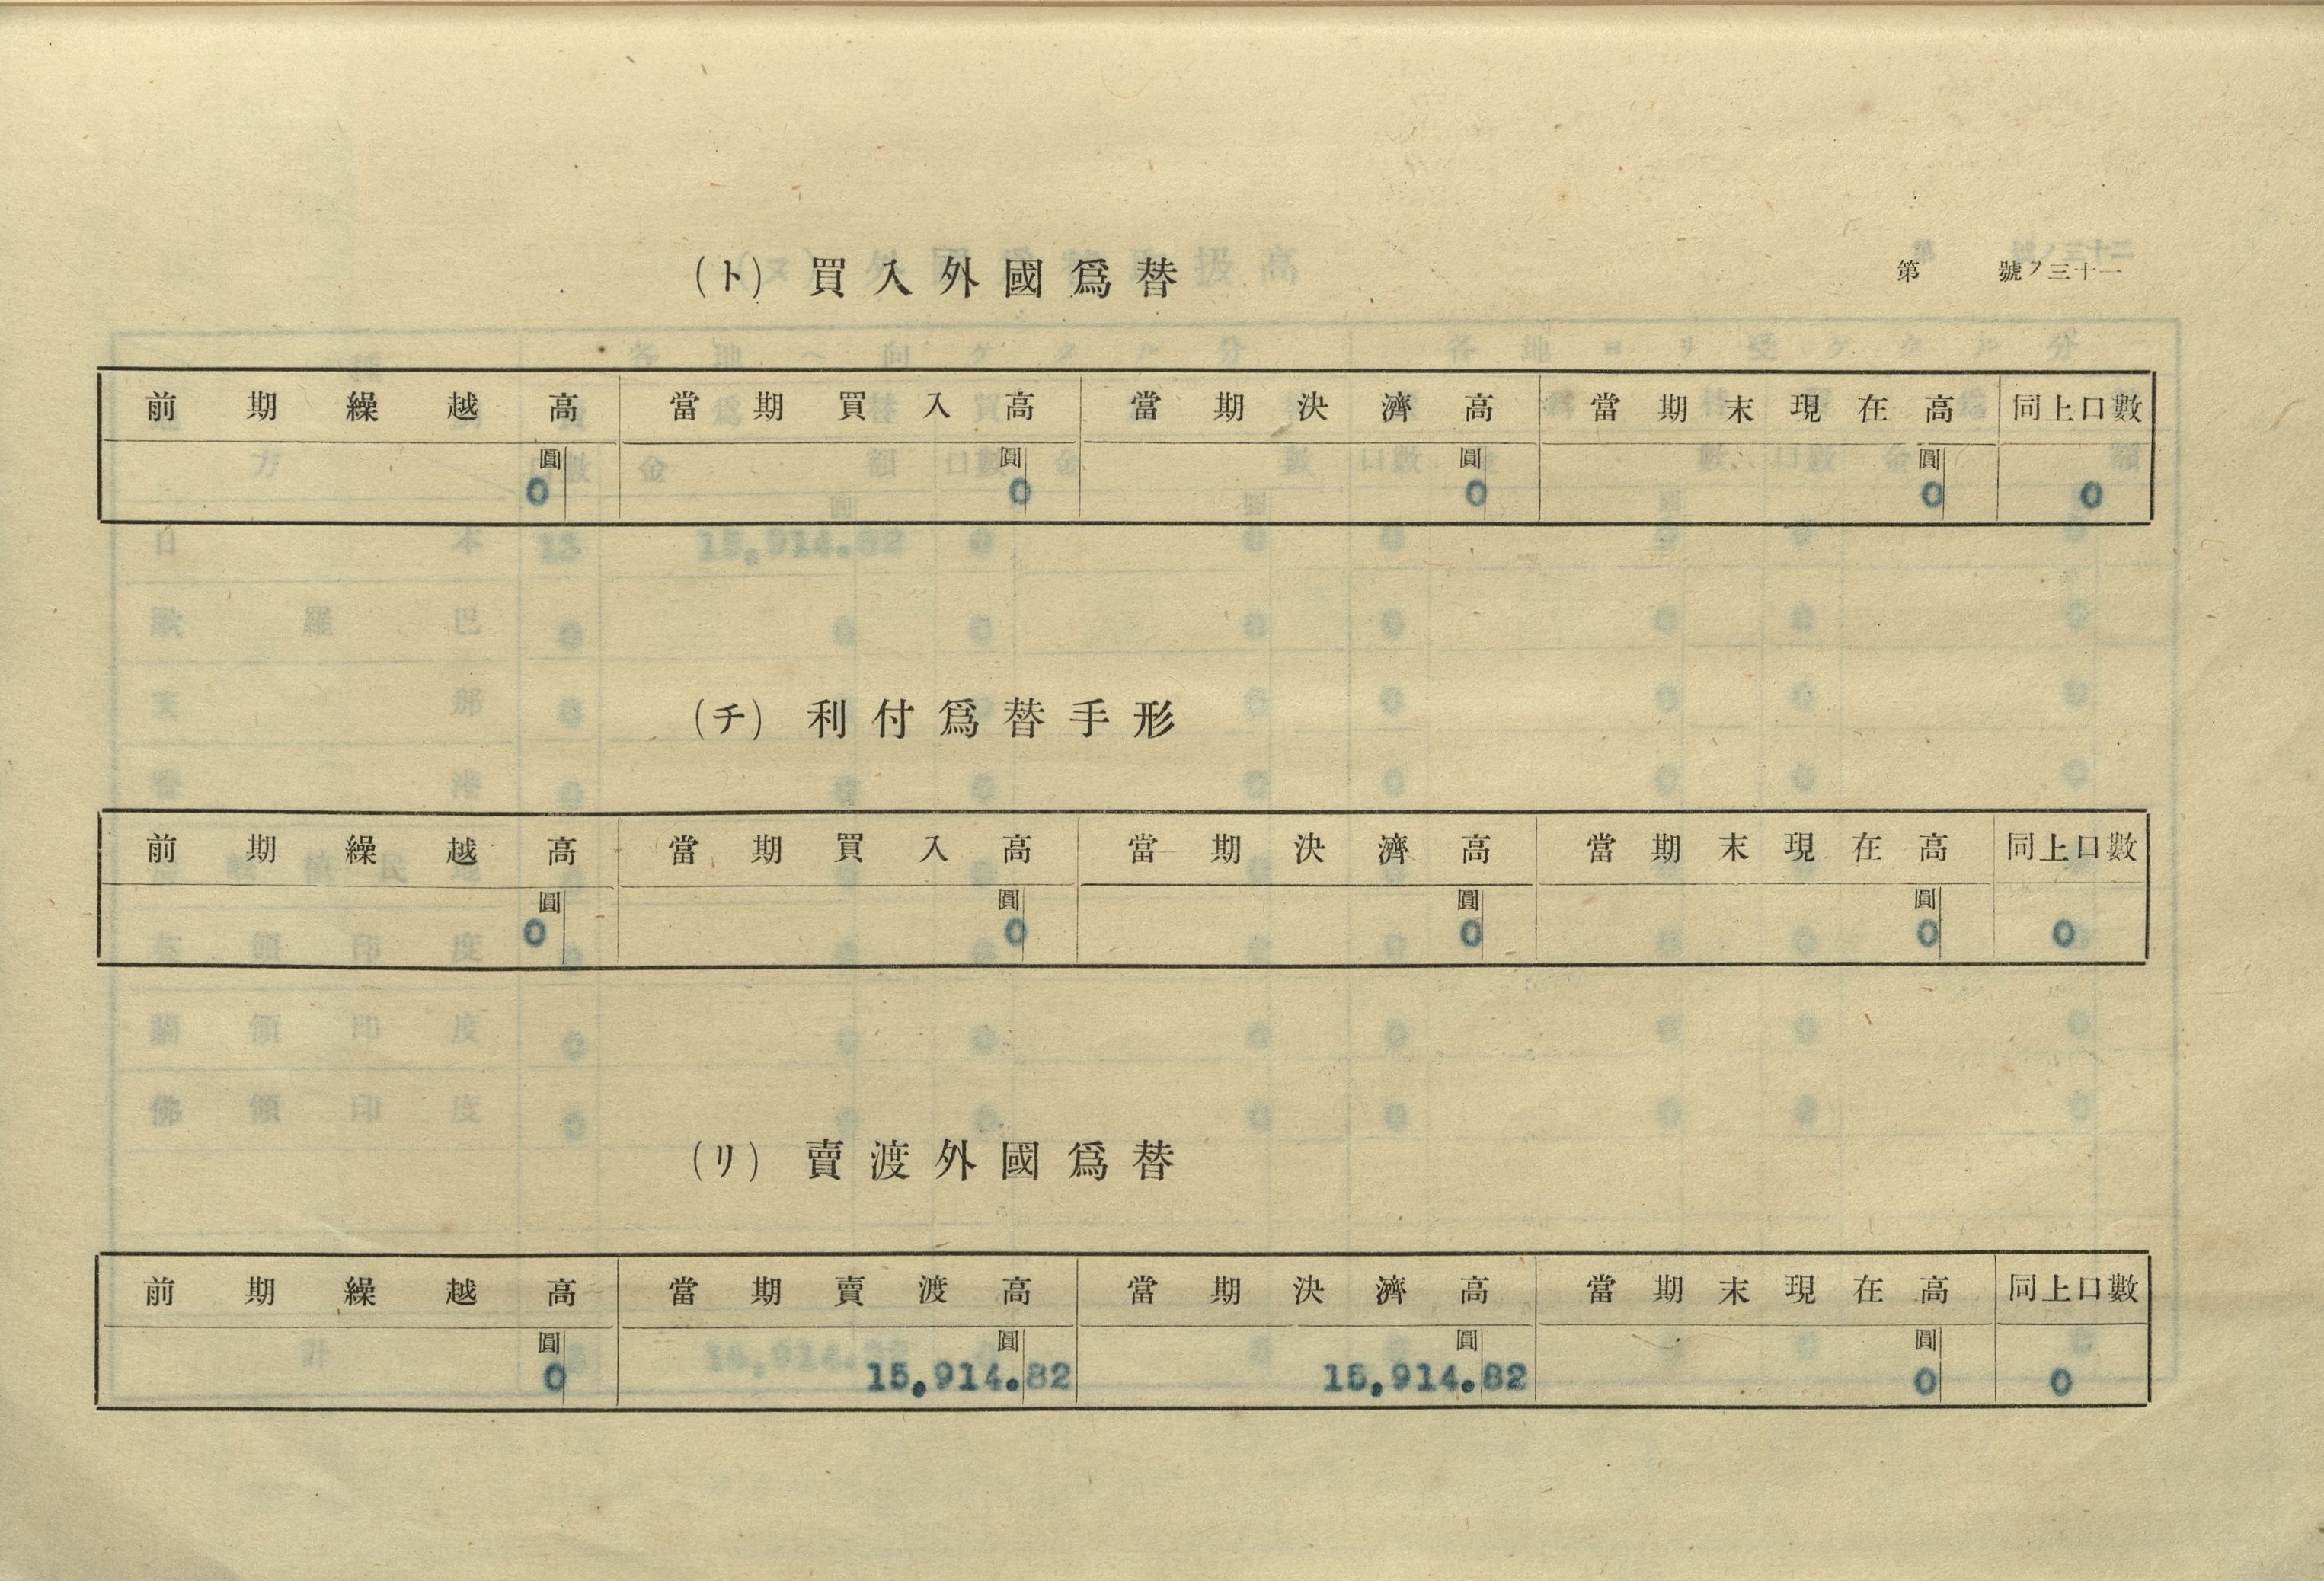 第　號ノ三十一
(ト) 買入外國爲替
前期繰越高 當期買入高 當期決濟高 當期末現在高 同上口數
圓 圓 圓 圓
0 0 0 0 0
(チ) 利付爲替手形
前期繰越高 當期買入高 當期決濟高 當期末現在高 同上口數
圓 圓 圓 圓
0 0 0 0 0
(リ) 賣渡外國爲替
前期繰越高 當期賣渡高 當期決濟高 當期末現在高 同上口數
圓 圓 圓 圓
0 15,914.82 15,914.82 0 0